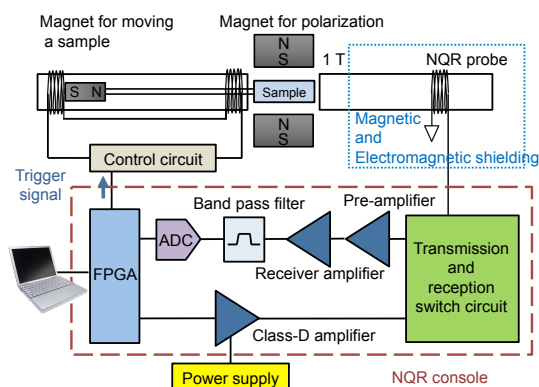 Magnet for moving
a sample
Magnet for polarization
N
S
1 T
NQR probe
S N
Sample
N
S
Magnetic
and
Electromagnetic shielding
Control circuit
Trigger
signal
Band pass filter
Pre-amplifier
ADC
FPGA
Receiver amplifier
Transmission
and
reception
switch circuit
Class-D amplifier
Power supply
NQR console